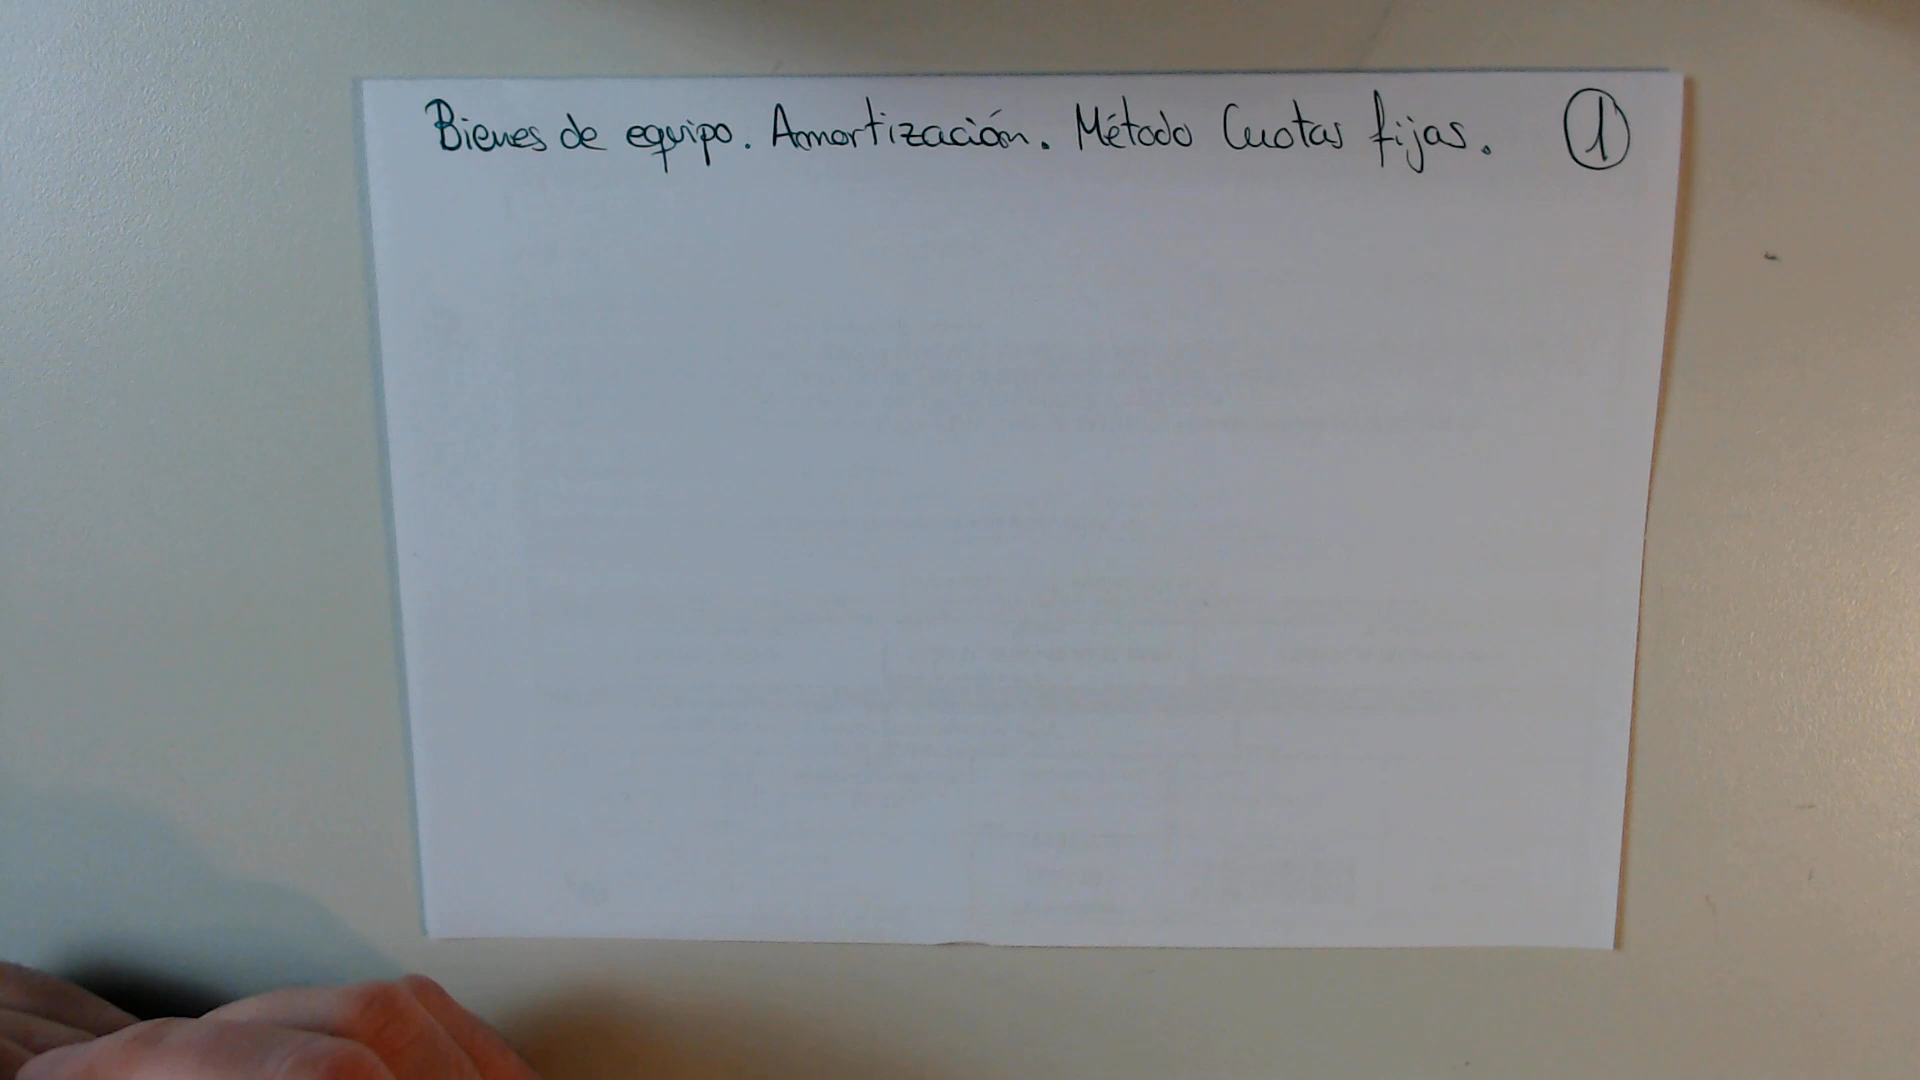 Bienes de equipo. Amortización. Método Cuotas fijas. 1